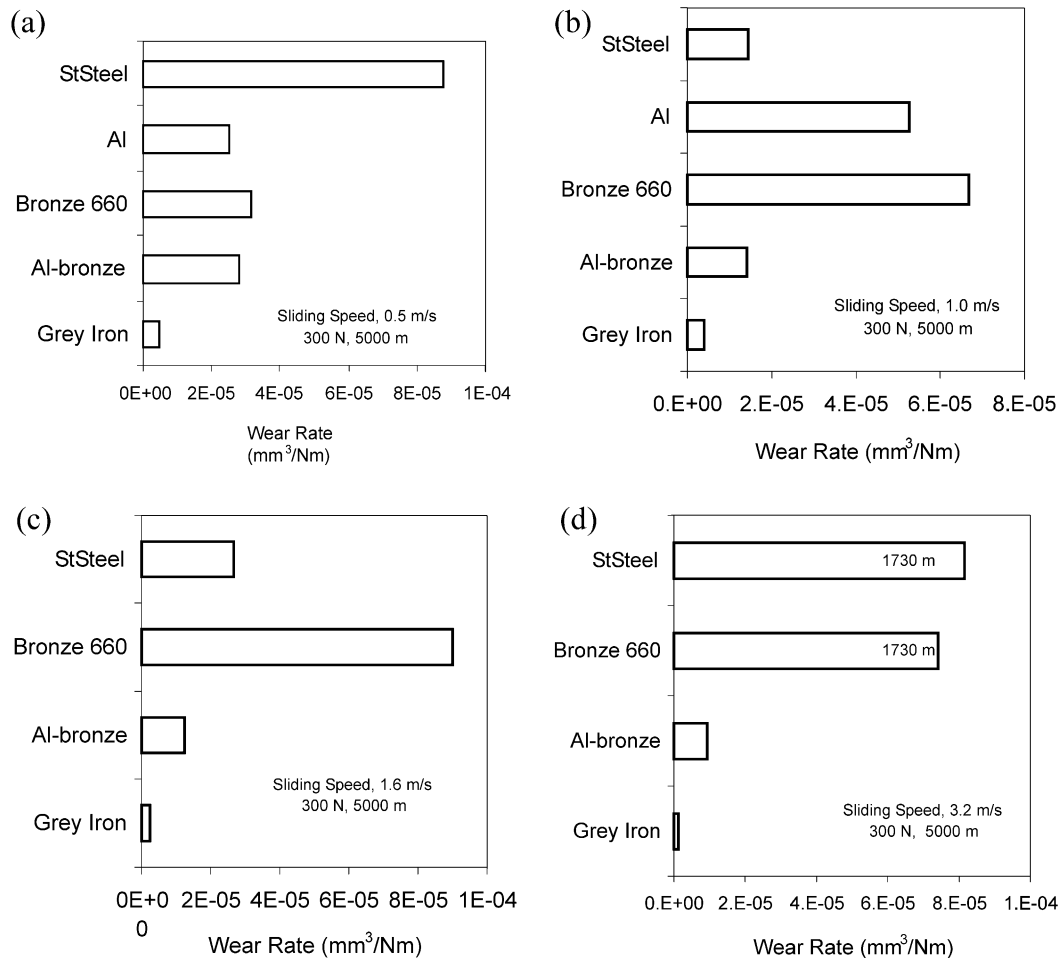 (a)
StSteel
Al
Bronze 660
Al-bronze
Grey Iron
Sliding Speed, 0.5 m/s
300 N, 5000 m
0E+00 2E-05 4E-05 6E-05 8E-05 1E-04
Wear Rate
(mm³/Nm)
(b)
StSteel
Al
Bronze 660
Al-bronze
Grey Iron
Sliding Speed, 1.0 m/s
300 N, 5000 m
0.E+00 2.E-05 4.E-05 6.E-05 8.E-05
Wear Rate (mm³/Nm)
(c)
StSteel
Bronze 660
Al-bronze
Grey Iron
Sliding Speed, 1.6 m/s
300 N, 5000 m
0E+0 2E-05 4E-05 6E-05 8E-05 1E-04
0
Wear Rate (mm³/Nm)
(d)
StSteel
1730 m
Bronze 660
1730 m
Al-bronze
Grey Iron
Sliding Speed, 3.2 m/s
300 N, 5000 m
0.E+00 2.E-05 4.E-05 6.E-05 8.E-05 1.E-04
Wear Rate (mm³/Nm)